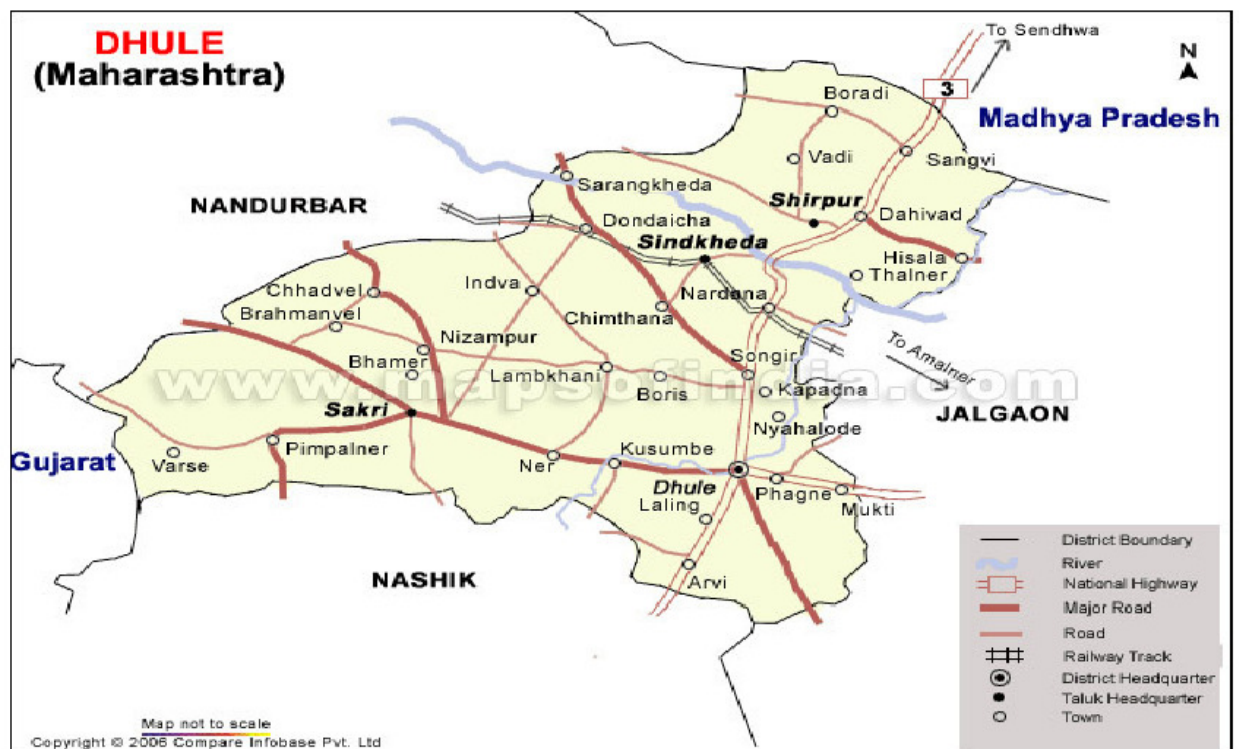 DHULE
(Maharashtra)
To Sendhwa
N
3
Madhya Pradesh
Boradi
Vadi
Sangvi
Sarangkheda
NANDURBAR
Shirpur
Dahivad
Dondaicha
Sindkheda
Hisala
Thalner
Indva
Chhadvel
Nardana
Chimthana
Brahmanvel
Nizampur
To Amalner
Bhamer
Songir
Lambkhani
Boris
Kapadna
www.mapsofindia.com
Sakri
JALGAON
Nyahalode
Pimpalner
Kusumbe
Gujarat
Varse
Ner
Dhule
Phagne
Laling
Mukti
NASHIK
Arvi
District Boundary
River
National Highway
Major Road
Road
Railway Track
District Headquarter
Taluk Headquarter
Town
Map not to scale
Copyright © 2006 Compare Infobase Pvt. Ltd